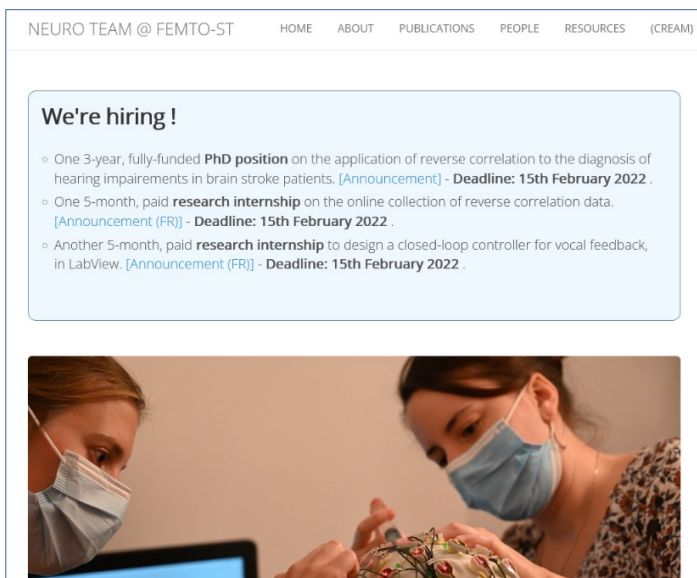 NEURO TEAM @ FEMTO-ST HOME ABOUT PUBLICATIONS PEOPLE RESOURCES (CREAM)
We're hiring !
◦ One 3-year, fully-funded PhD position on the application of reverse correlation to the diagnosis of
hearing impairements in brain stroke patients. [Announcement] - Deadline: 15th February 2022 .
◦ One 5-month, paid research internship on the online collection of reverse correlation data.
[Announcement (FR)] - Deadline: 15th February 2022 .
◦ Another 5-month, paid research internship to design a closed-loop controller for vocal feedback,
in LabView. [Announcement (FR)] - Deadline: 15th February 2022 .